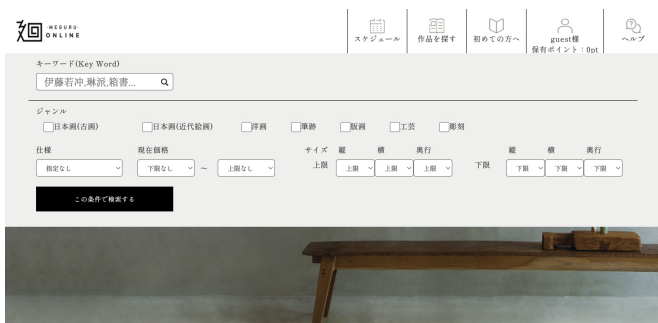 廻 -MEGURU-
ONLINE
スケジュール
作品を探す
初めての方へ
guest様
保有ポイント：0pt
ヘルプ
キーワード(Key Word)
伊藤若冲,琳派,箱書...
ジャンル
日本画(古画) 日本画(近代絵画) 洋画 筆跡 版画 工芸 彫刻
仕様 現在価格 サイズ 縦 横 奥行 縦 横 奥行
指定なし 下限なし ～ 上限なし 上限 上限 上限 上限 下限 下限 下限 下限
この条件で検索する